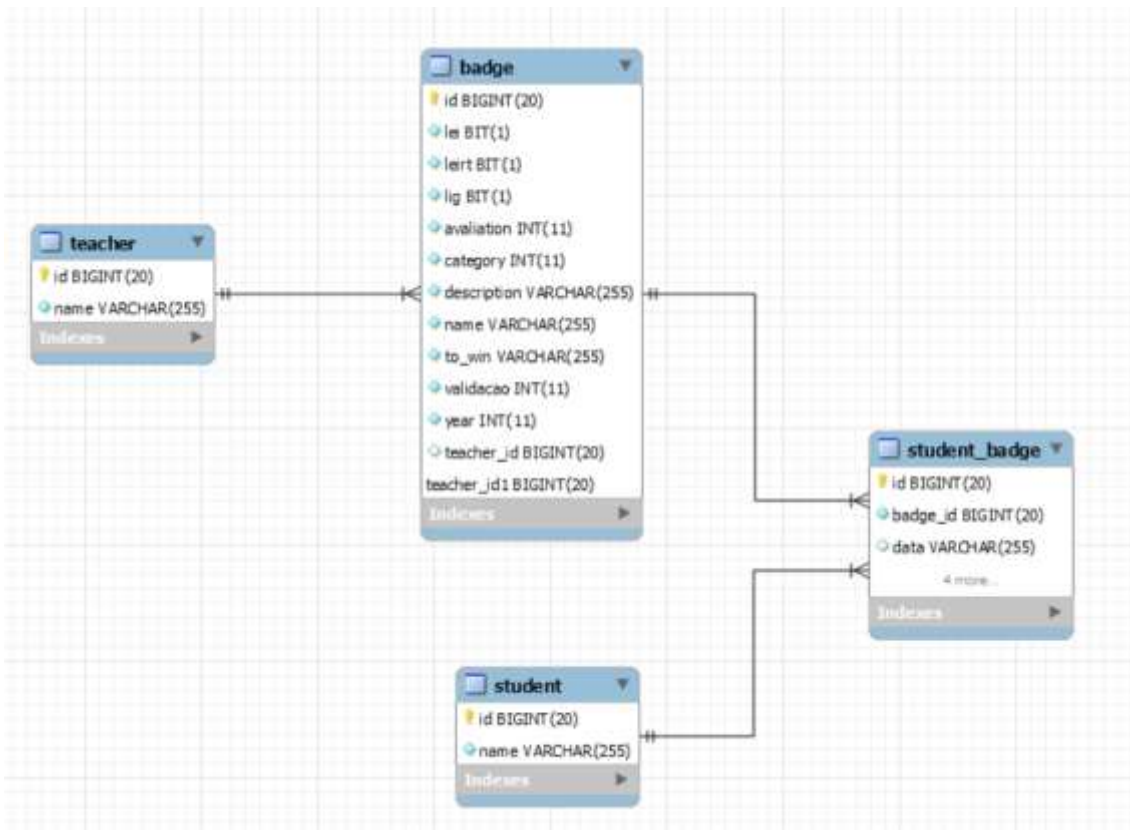 badge
id BIGINT(20)
lei BIT(1)
leirt BIT(1)
lig BIT(1)
avaliation INT(11)
category INT(11)
description VARCHAR(255)
name VARCHAR(255)
to_win VARCHAR(255)
validacao INT(11)
year INT(11)
teacher_id BIGINT(20)
teacher_id1 BIGINT(20)
Indexes
teacher
id BIGINT(20)
name VARCHAR(255)
Indexes
student_badge
id BIGINT(20)
badge_id BIGINT(20)
data VARCHAR(255)
4 more...
Indexes
student
id BIGINT(20)
name VARCHAR(255)
Indexes